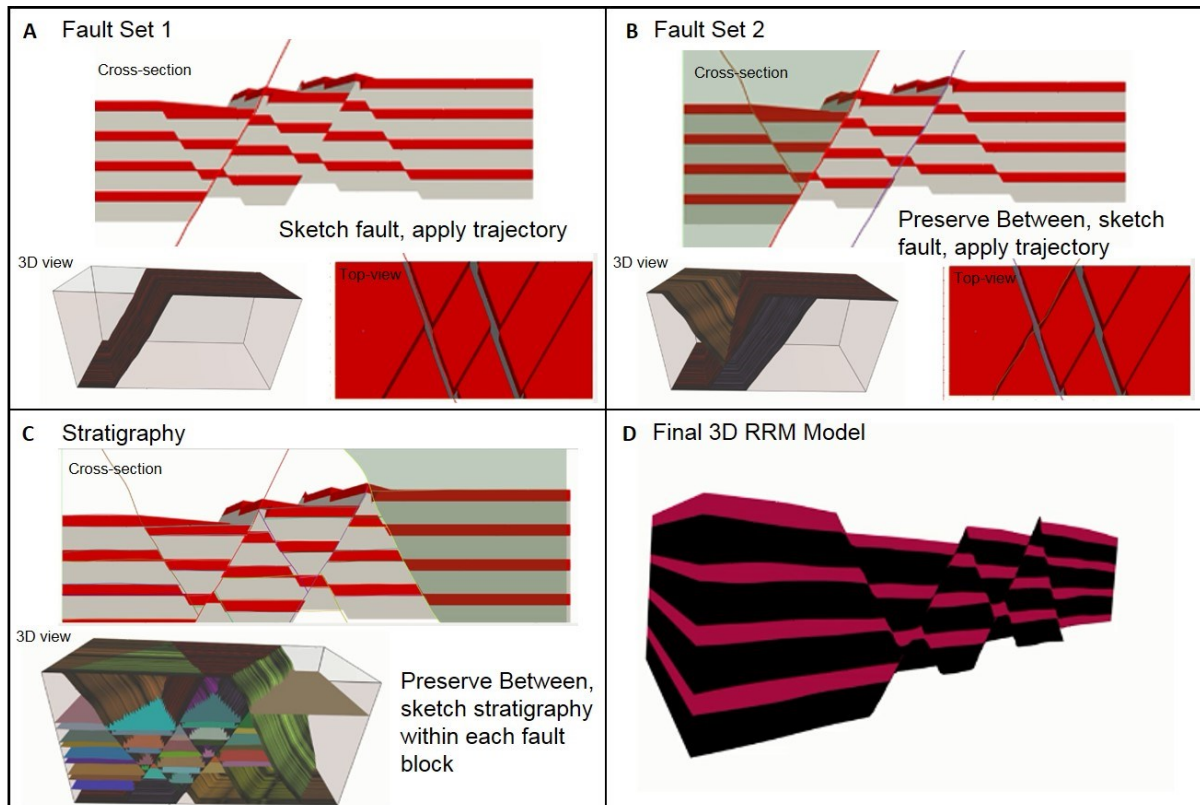 A Fault Set 1
Cross-section
Sketch fault, apply trajectory
3D view
Top-view
B Fault Set 2
Cross-section
Preserve Between, sketch
fault, apply trajectory
3D view
Top-view
C Stratigraphy
Cross-section
3D view
Preserve Between,
sketch stratigraphy
within each fault
block
D Final 3D RRM Model